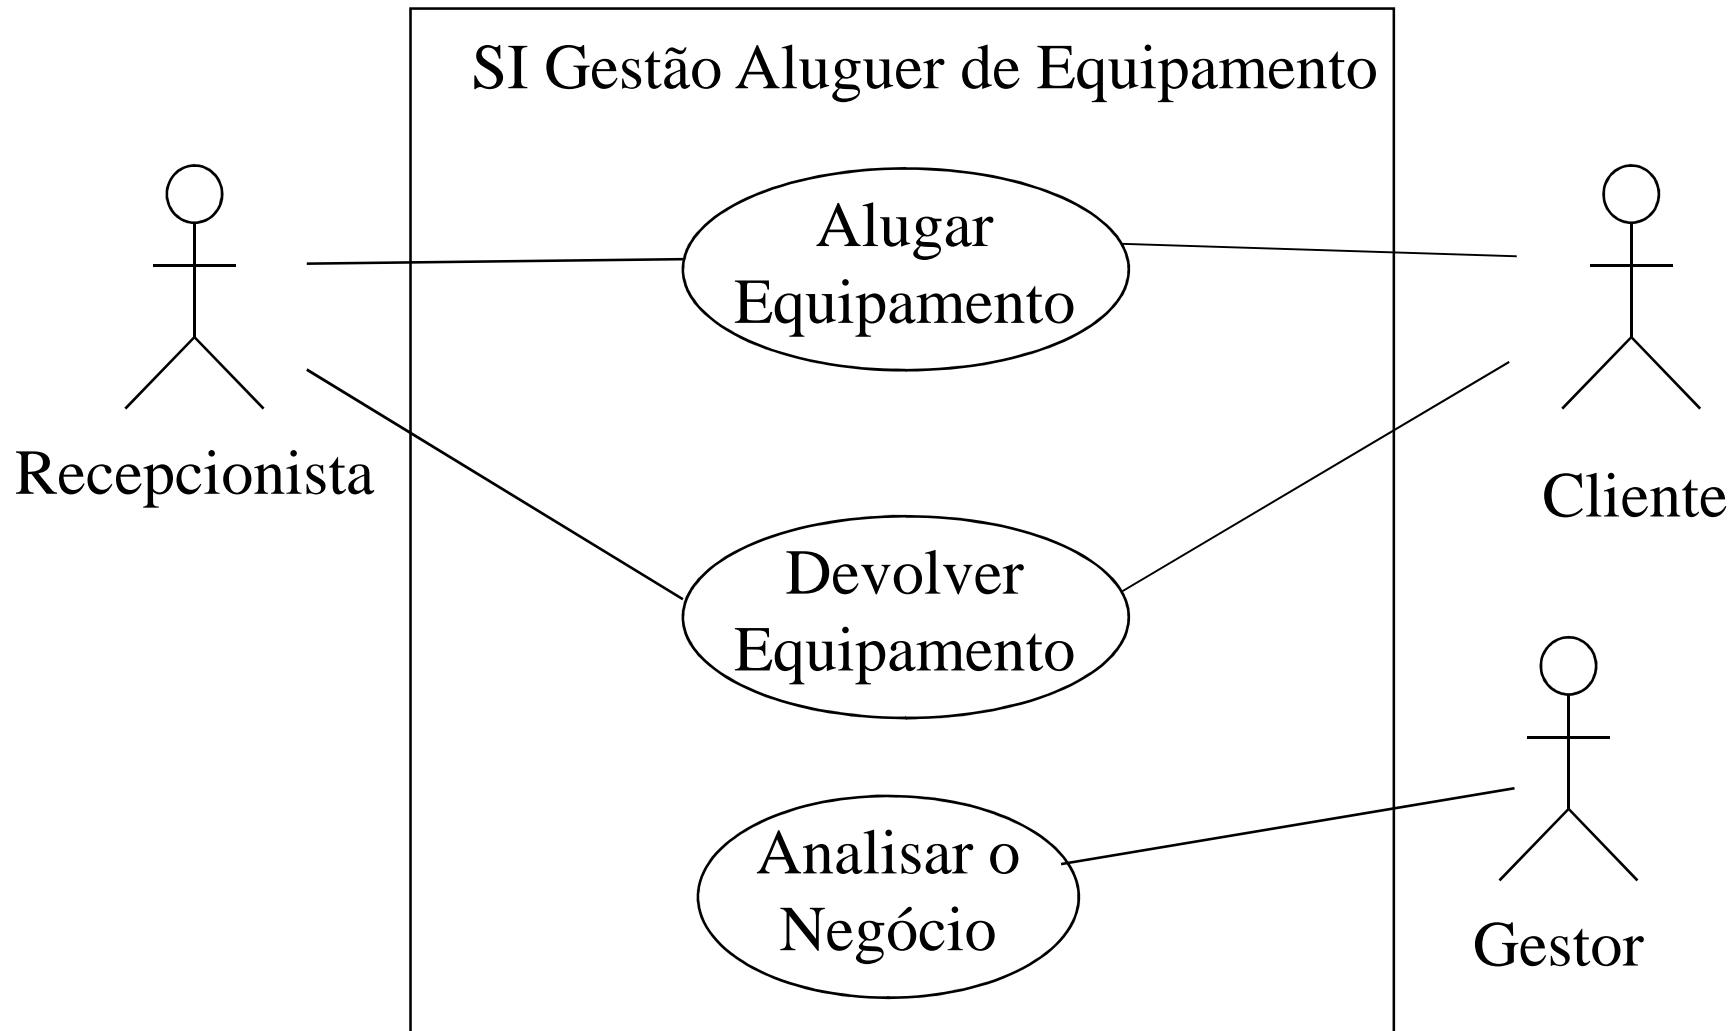 SI Gestão Aluguer de Equipamento
Alugar
Equipamento
Recepcionista
Cliente
Devolver
Equipamento
Analisar o
Negócio
Gestor